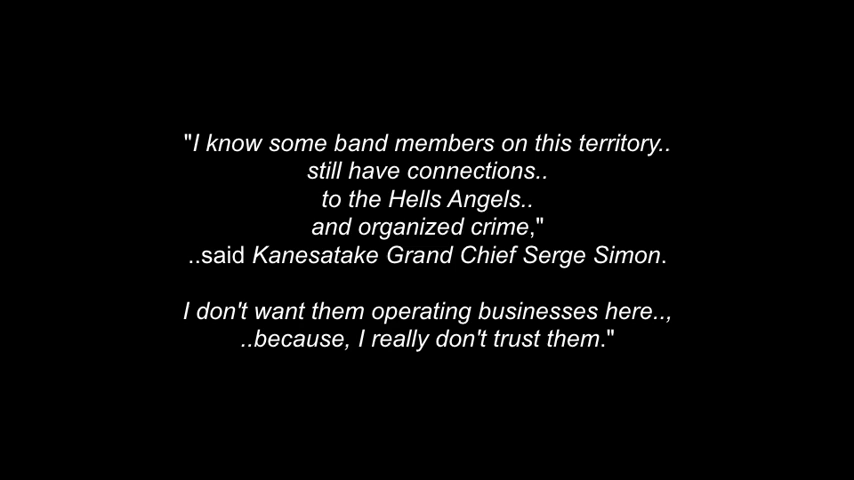 "I know some band members on this territory..
still have connections..
to the Hells Angels..
and organized crime,"
..said Kanesatake Grand Chief Serge Simon.
I don't want them operating businesses here..,
..because, I really don't trust them."